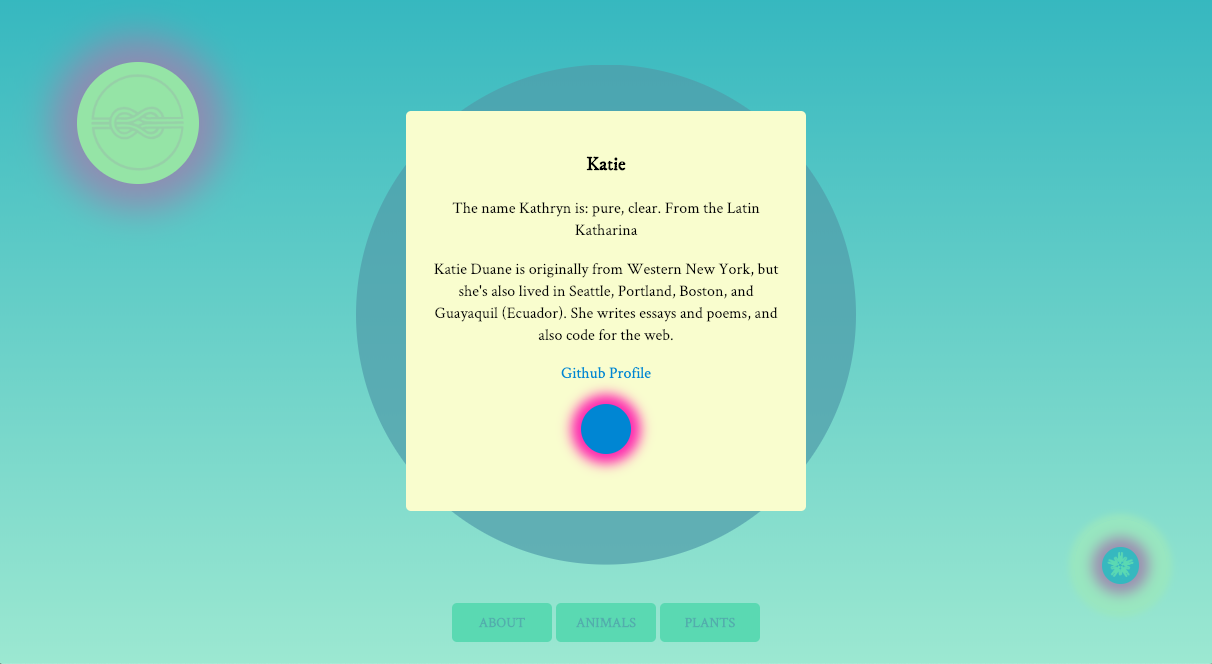 Katie
The name Kathryn is: pure, clear. From the Latin
Katharina
Katie Duane is originally from Western New York, but
she's also lived in Seattle, Portland, Boston, and
Guayaquil (Ecuador). She writes essays and poems, and
also code for the web.
Github Profile
ABOUT
ANIMALS
PLANTS